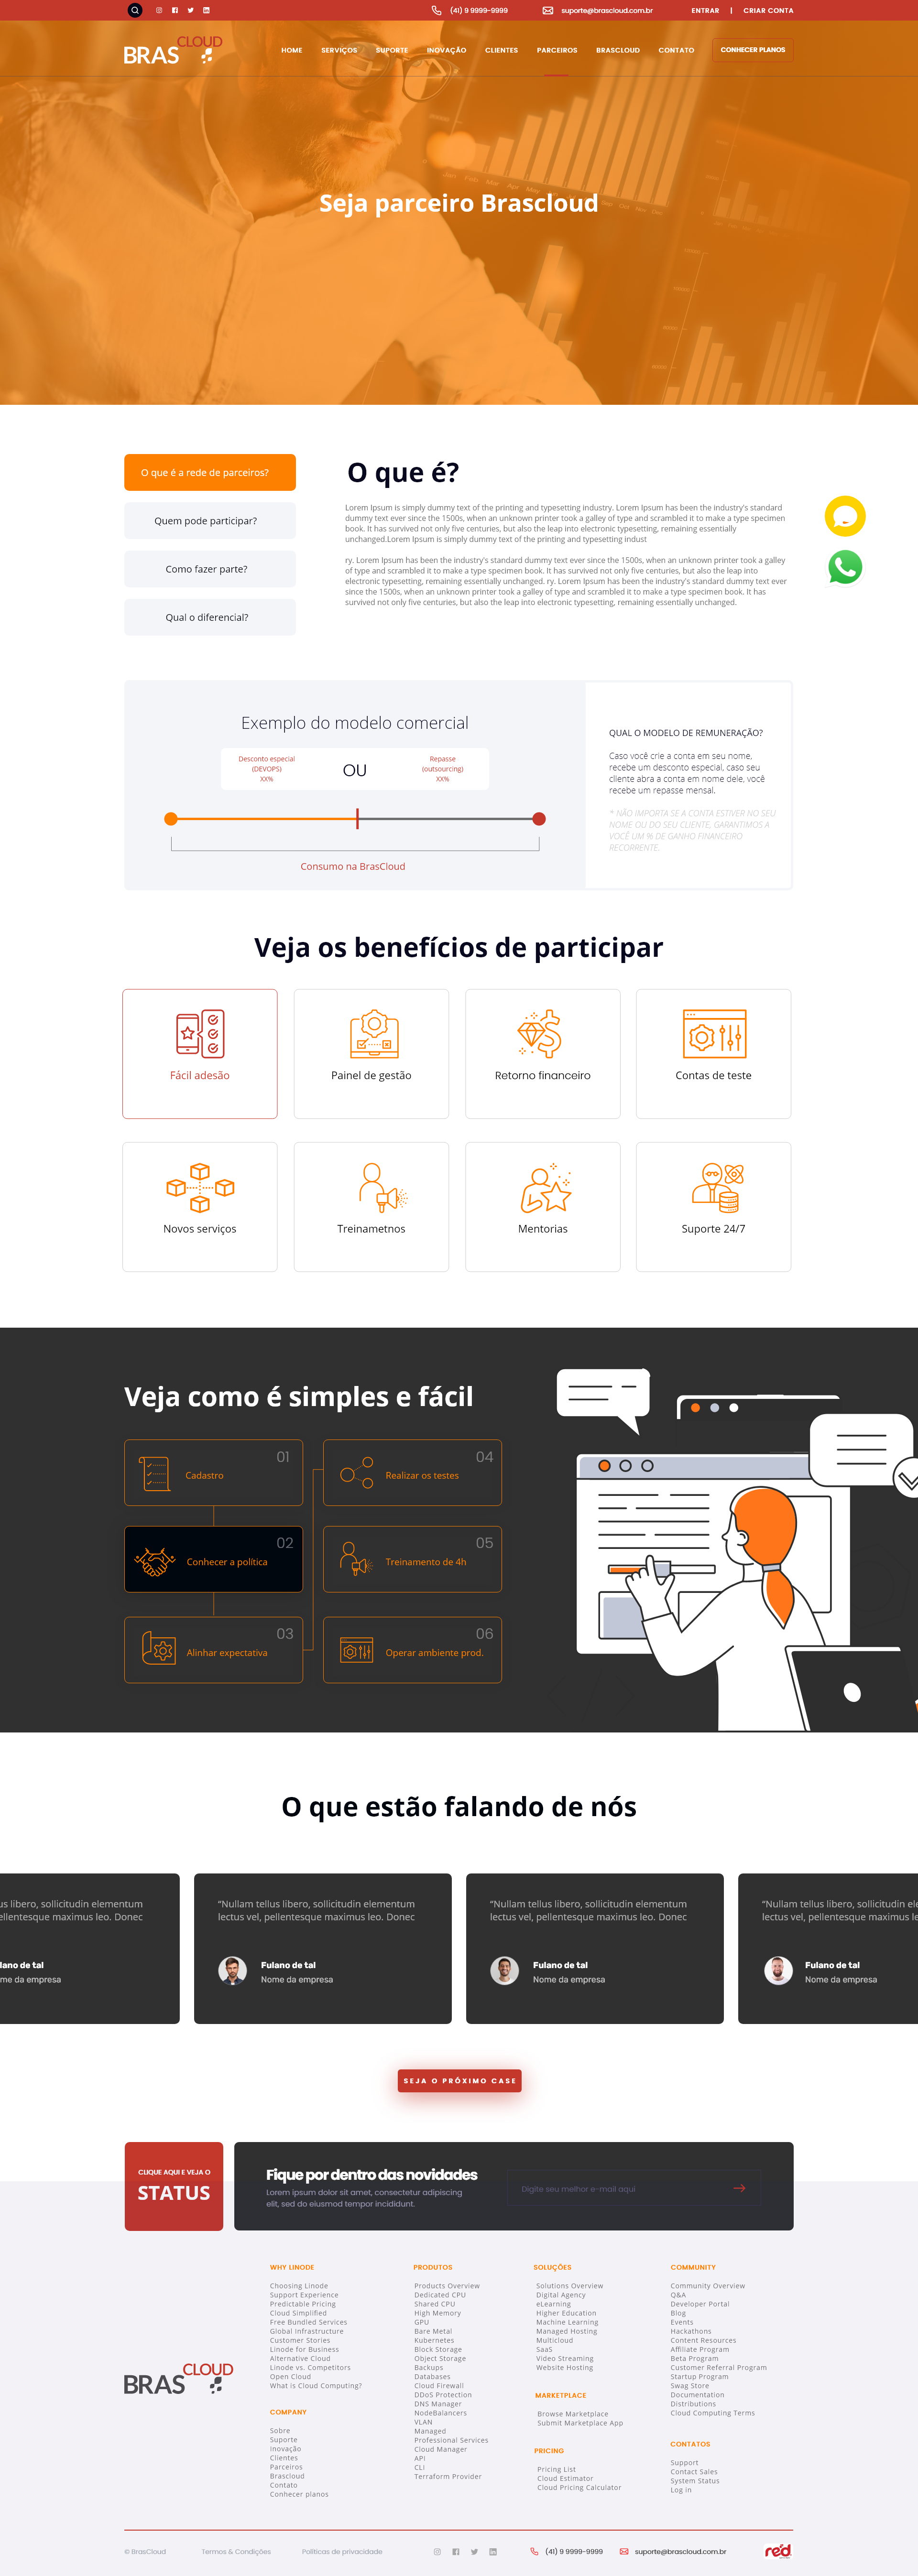 (41) 9 9999-9999
suporte@brascloud.com.br
ENTRAR | CRIAR CONTA
BRASCLOUD
HOME SERVIÇOS SUPORTE INOVAÇÃO CLIENTES PARCEIROS BRASCLOUD CONTATO CONHECER PLANOS
Seja parceiro Brascloud
O que é a rede de parceiros?
Quem pode participar?
Como fazer parte?
Qual o diferencial?
O que é?
Lorem Ipsum is simply dummy text of the printing and typesetting industry. Lorem Ipsum has been the industry's standard
dummy text ever since the 1500s, when an unknown printer took a galley of type and scrambled it to make a type specimen
book. It has survived not only five centuries, but also the leap into electronic typesetting, remaining essentially
unchanged.Lorem Ipsum is simply dummy text of the printing and typesetting indust
ry. Lorem Ipsum has been the industry's standard dummy text ever since the 1500s, when an unknown printer took a galley
of type and scrambled it to make a type specimen book. It has survived not only five centuries, but also the leap into
electronic typesetting, remaining essentially unchanged. ry. Lorem Ipsum has been the industry's standard dummy text ever
since the 1500s, when an unknown printer took a galley of type and scrambled it to make a type specimen book. It has
survived not only five centuries, but also the leap into electronic typesetting, remaining essentially unchanged.
Exemplo do modelo comercial
Desconto especial
(DEVOPS)
XX%
OU
Repasse
(outsourcing)
XX%
Consumo na BrasCloud
QUAL O MODELO DE REMUNERAÇÃO?
Caso você crie a conta em seu nome,
recebe um desconto especial, caso seu
cliente abra a conta em nome dele, você
recebe um repasse mensal.
* NÃO IMPORTA SE A CONTA ESTIVER NO SEU
NOME OU DO SEU CLIENTE, GARANTIMOS A
VOCÊ UM % DE GANHO FINANCEIRO
RECORRENTE.
Veja os benefícios de participar
Fácil adesão
Painel de gestão
Retorno financeiro
Contas de teste
Novos serviços
Treinametnos
Mentorias
Suporte 24/7
Veja como é simples e fácil
01
Cadastro
02
Conhecer a política
03
Alinhar expectativa
04
Realizar os testes
05
Treinamento de 4h
06
Operar ambiente prod.
O que estão falando de nós
us libero, sollicitudin elementum
ellentesque maximus leo. Donec
lano de tal
me da empresa
“Nullam tellus libero, sollicitudin elementum
lectus vel, pellentesque maximus leo. Donec
Fulano de tal
Nome da empresa
“Nullam tellus libero, sollicitudin elementum
lectus vel, pellentesque maximus leo. Donec
Fulano de tal
Nome da empresa
“Nullam tellus libero, sollicitudin ele
lectus vel, pellentesque maximus le
Fulano de tal
Nome da empresa
SEJA O PRÓXIMO CASE
CLIQUE AQUI E VEJA O
STATUS
Fique por dentro das novidades
Lorem ipsum dolor sit amet, consectetur adipiscing
elit, sed do eiusmod tempor incididunt.
Digite seu melhor e-mail aqui
BRASCLOUD
WHY LINODE
Choosing Linode
Support Experience
Predictable Pricing
Cloud Simplified
Free Bundled Services
Global Infrastructure
Customer Stories
Linode for Business
Alternative Cloud
Linode vs. Competitors
Open Cloud
What is Cloud Computing?
COMPANY
Sobre
Suporte
Inovação
Clientes
Parceiros
Brascloud
Contato
Conhecer planos
PRODUTOS
Products Overview
Dedicated CPU
Shared CPU
High Memory
GPU
Bare Metal
Kubernetes
Block Storage
Object Storage
Backups
Databases
Cloud Firewall
DDoS Protection
DNS Manager
NodeBalancers
VLAN
Managed
Professional Services
Cloud Manager
API
CLI
Terraform Provider
SOLUÇÕES
Solutions Overview
Digital Agency
eLearning
Higher Education
Machine Learning
Managed Hosting
Multicloud
SaaS
Video Streaming
Website Hosting
MARKETPLACE
Browse Marketplace
Submit Marketplace App
PRICING
Pricing List
Cloud Estimator
Cloud Pricing Calculator
COMMUNITY
Community Overview
Q&A
Developer Portal
Blog
Events
Hackathons
Content Resources
Affiliate Program
Beta Program
Customer Referral Program
Startup Program
Swag Store
Documentation
Distributions
Cloud Computing Terms
CONTATOS
Support
Contact Sales
System Status
Log in
© BrasCloud
Termos & Condições
Políticas de privacidade
(41) 9 9999-9999
suporte@brascloud.com.br
red